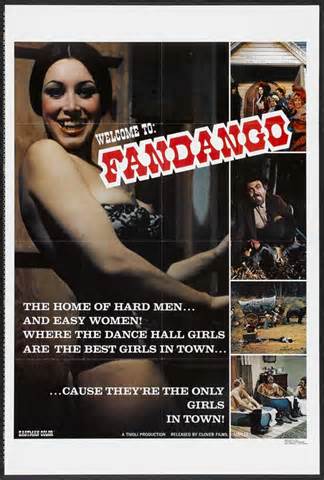 WELCOME TO:
FANDANGO
THE HOME OF HARD MEN...
AND EASY WOMEN!
WHERE THE DANCE HALL GIRLS
ARE THE BEST GIRLS IN TOWN...
...CAUSE THEY'RE THE ONLY
GIRLS
IN TOWN!
EASTMAN COLOR
A TIVOLI PRODUCTION RELEASED BY CLOVER FILMS